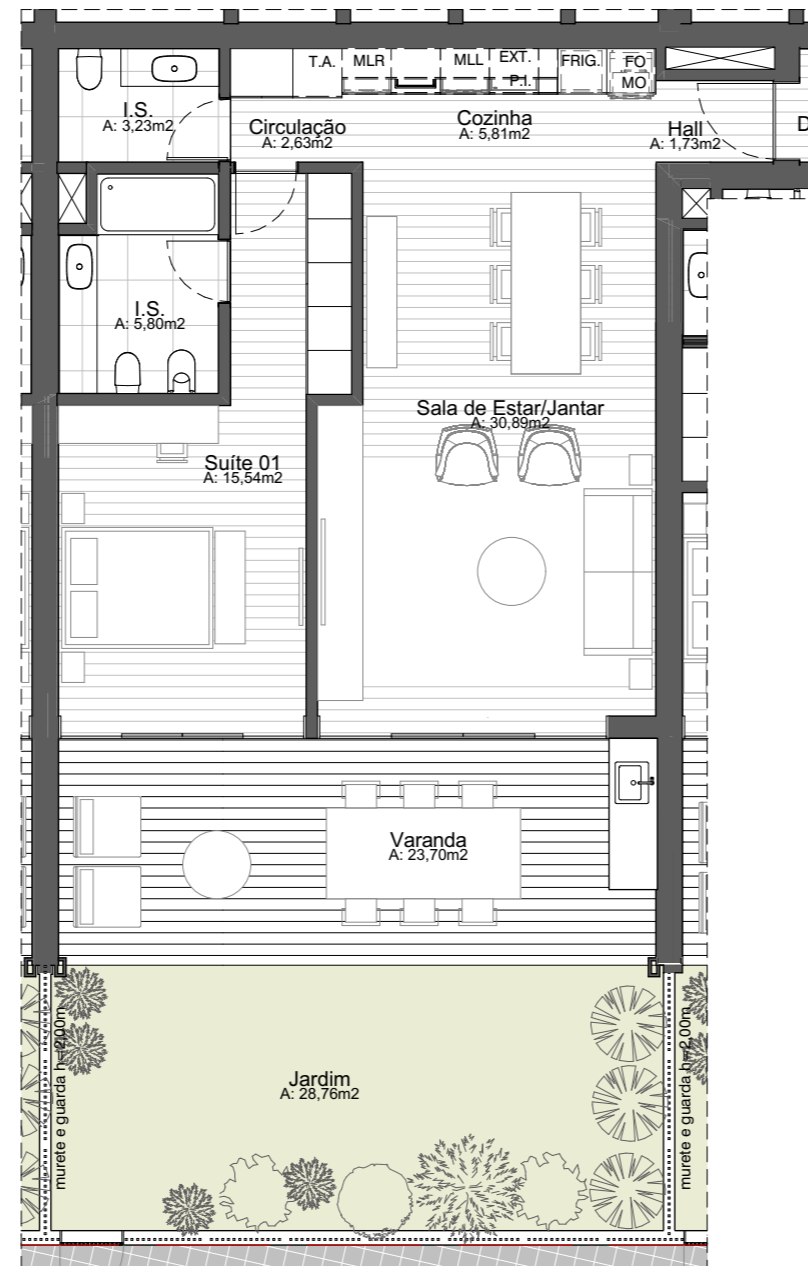 T.A.
MLR
MLL
EXT.
P.I.
FRIG.
FO
MO
I.S.
A: 3,23m2
Circulação
A: 2,63m2
Cozinha
A: 5,81m2
Hall
A: 1,73m2
D
I.S.
A: 5,80m2
Sala de Estar/Jantar
A: 30,89m2
Suíte 01
A: 15,54m2
Varanda
A: 23,70m2
murete e guarda h=2,00m
murete e guarda h=2,00m
Jardim
A: 28,76m2